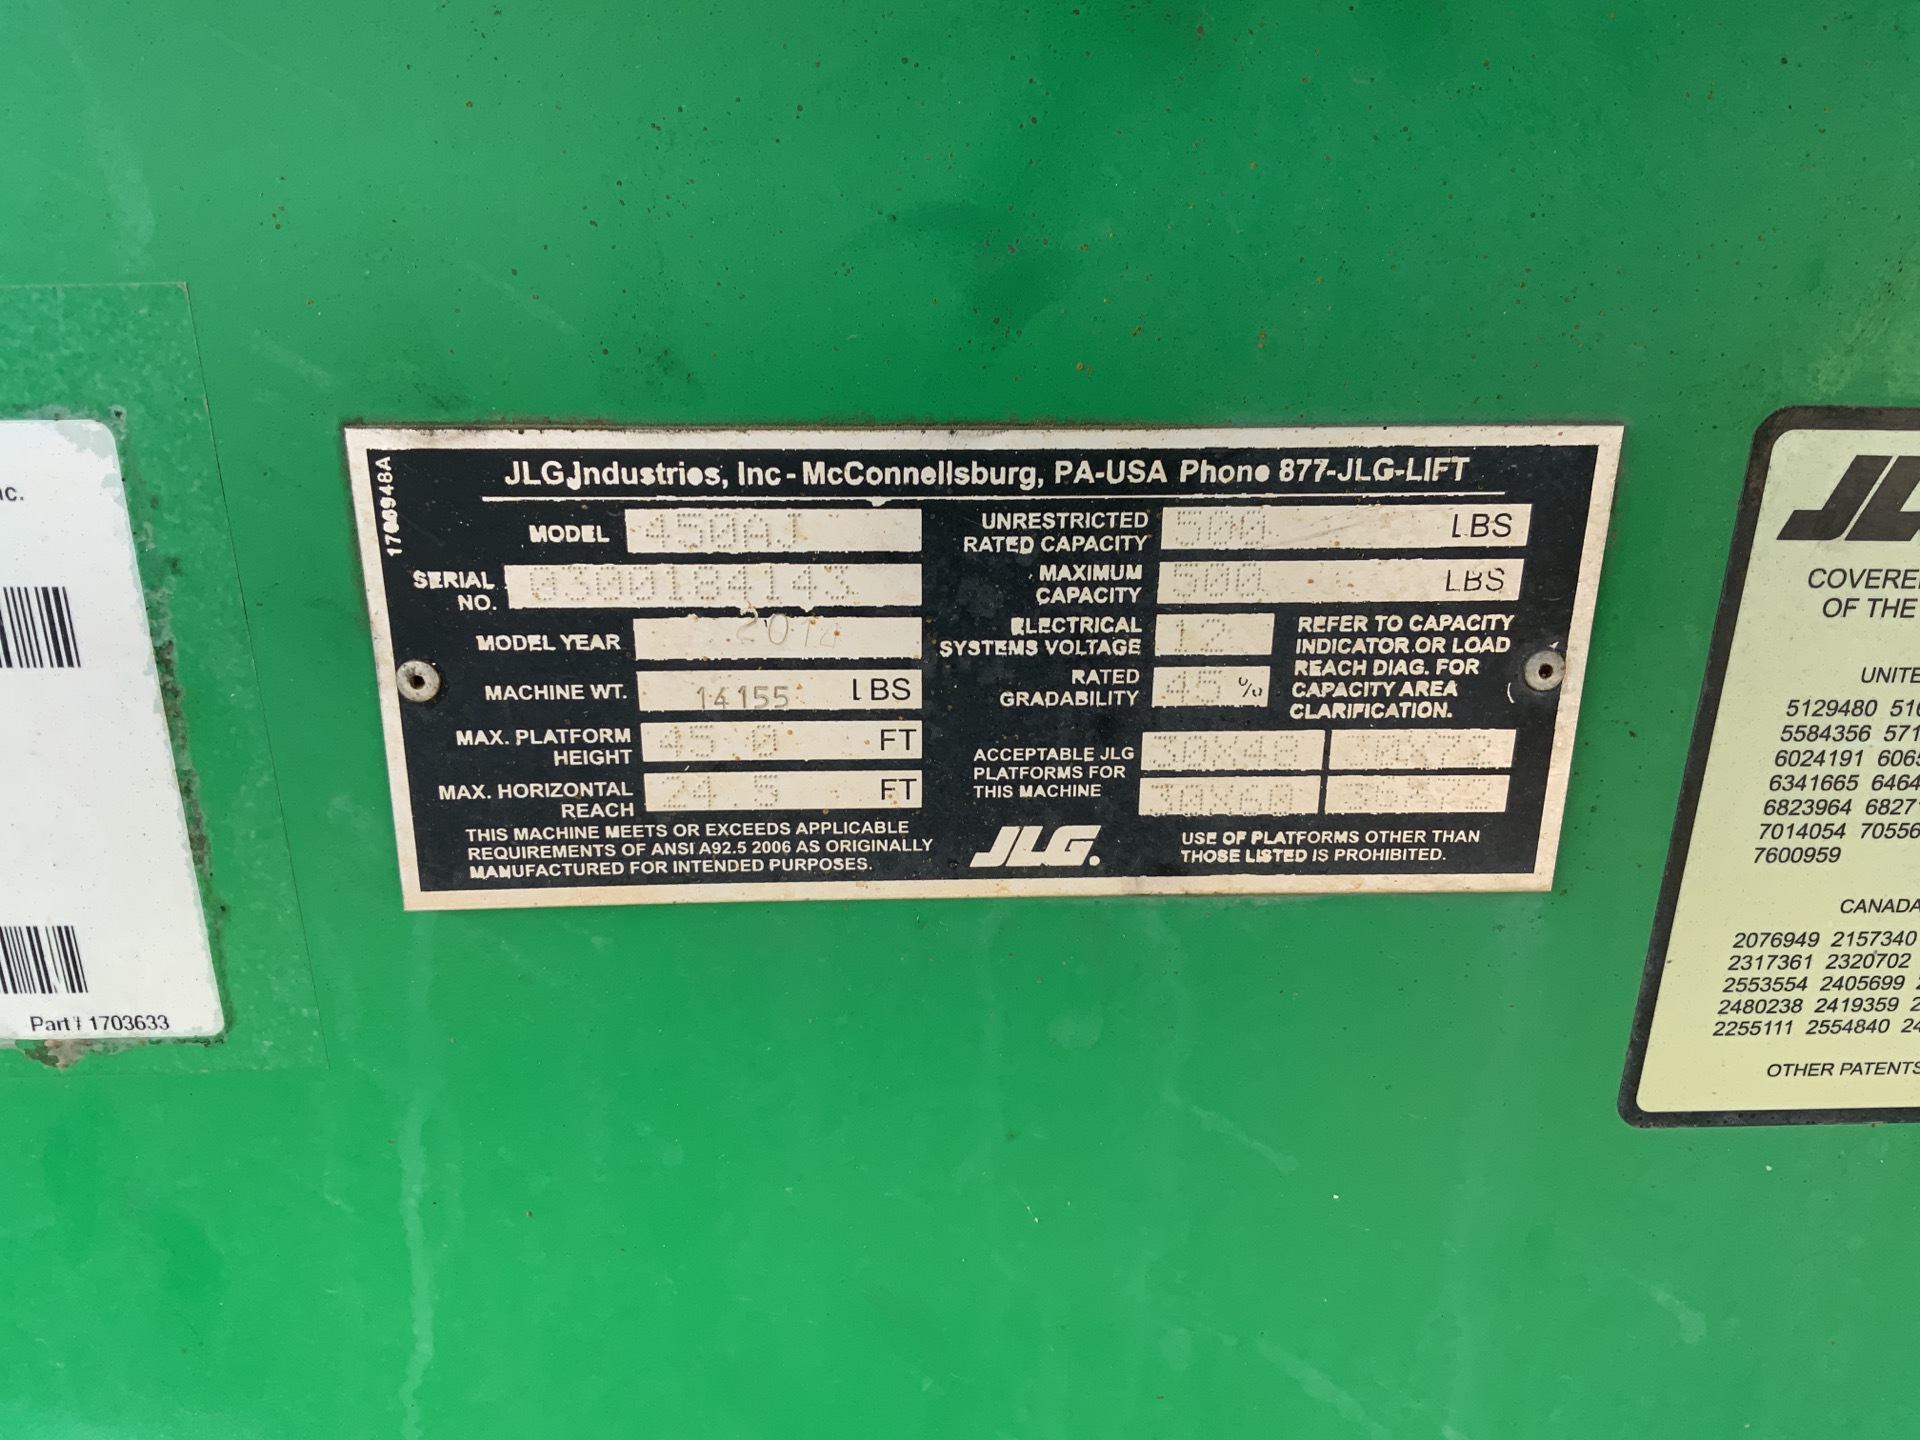 JLG Industries, Inc - McConnellsburg, PA-USA Phone 877-JLG-LIFT
MODEL 450AJ
SERIAL NO. 0300184143
MODEL YEAR
MACHINE WT. 14155 LBS
MAX. PLATFORM HEIGHT 45.0 FT
MAX. HORIZONTAL REACH 24.5 FT
THIS MACHINE MEETS OR EXCEEDS APPLICABLE
REQUIREMENTS OF ANSI A92.5 2006 AS ORIGINALLY
MANUFACTURED FOR INTENDED PURPOSES.
UNRESTRICTED
RATED CAPACITY 500 LBS
MAXIMUM
CAPACITY 500 LBS
ELECTRICAL
SYSTEMS VOLTAGE 12
RATED
GRADABILITY 45 %
REFER TO CAPACITY
INDICATOR OR LOAD
REACH DIAG. FOR
CAPACITY AREA
CLARIFICATION.
ACCEPTABLE JLG
PLATFORMS FOR
THIS MACHINE
30X48 30X72
30X60
JLG.
USE OF PLATFORMS OTHER THAN
THOSE LISTED IS PROHIBITED.
nc.
Part # 1703633
JL
COVERE
OF THE
UNITE
5129480
5584356
6024191
6341665
6823964
7014054
7600959
CANADA
2076949 2157340
2317361 2320702
2553554 2405699
2480238 2419359
2255111 2554840
OTHER PATENTS